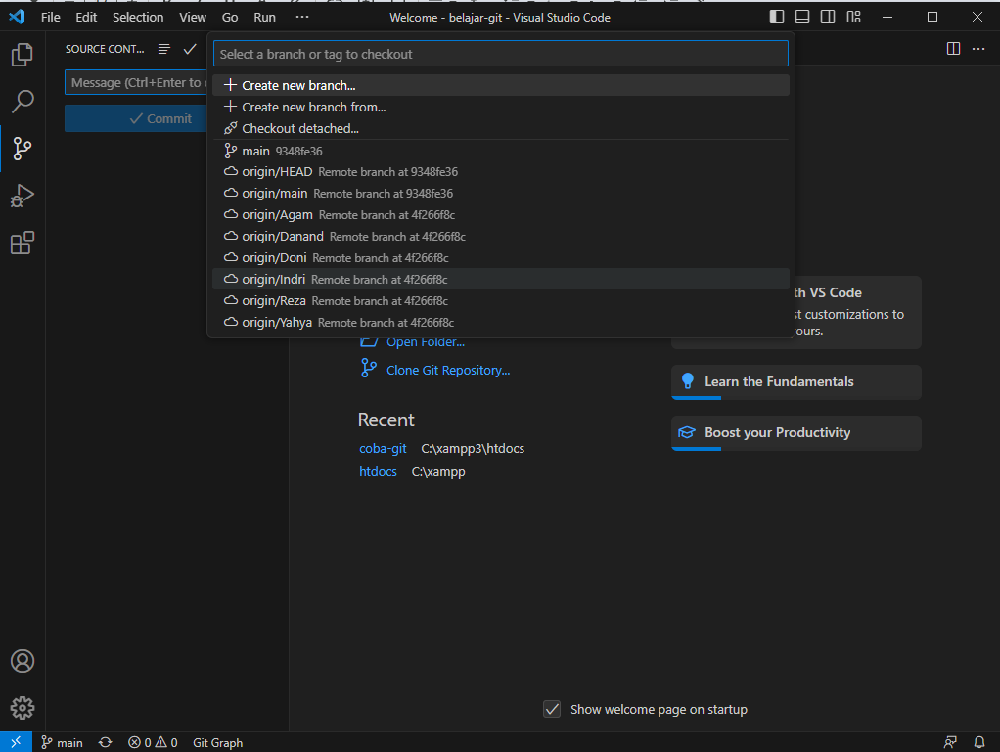 File Edit Selection View Go Run ··· Welcome - belajar-git - Visual Studio Code
SOURCE CONT...
Message (Ctrl+Enter to c
Commit
Select a branch or tag to checkout
Create new branch...
Create new branch from...
Checkout detached...
main 9348fe36
origin/HEAD Remote branch at 9348fe36
origin/main Remote branch at 9348fe36
origin/Agam Remote branch at 4f266f8c
origin/Danand Remote branch at 4f266f8c
origin/Doni Remote branch at 4f266f8c
origin/Indri Remote branch at 4f266f8c
origin/Reza Remote branch at 4f266f8c
origin/Yahya Remote branch at 4f266f8c
Open Folder...
Clone Git Repository...
Recent
coba-git C:\xampp3\htdocs
htdocs C:\xampp
th VS Code
st customizations to
ours.
Learn the Fundamentals
Boost your Productivity
Show welcome page on startup
main 0 0 Git Graph